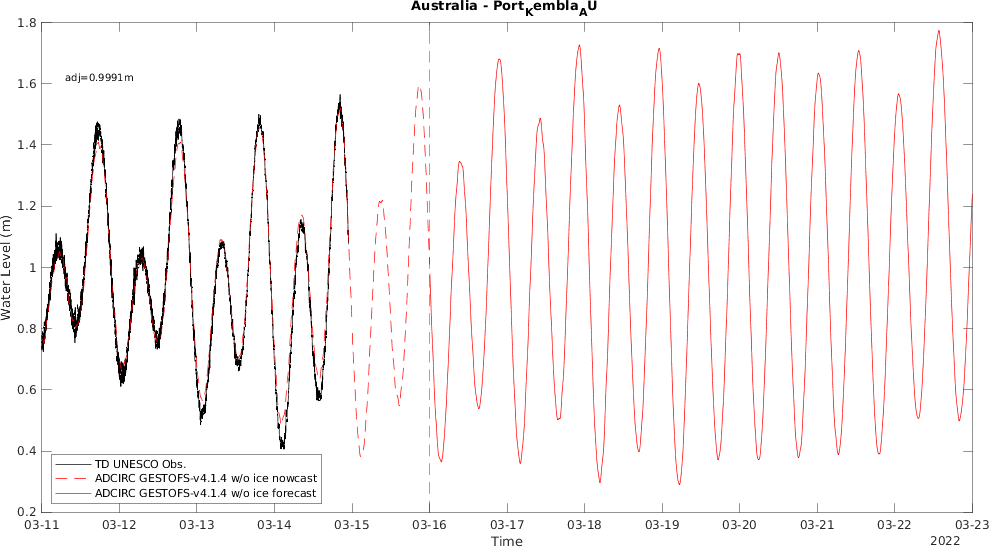 Australia - PortKemblaAU
1.8
1.6
1.4
1.2
1
0.8
0.6
0.4
0.2
Water Level (m)
adj=0.9991m
TD UNESCO Obs.
ADCIRC GESTOFS-v4.1.4 w/o ice nowcast
ADCIRC GESTOFS-v4.1.4 w/o ice forecast
03-11 03-12 03-13 03-14 03-15 03-16 03-17 03-18 03-19 03-20 03-21 03-22 03-23
Time
2022